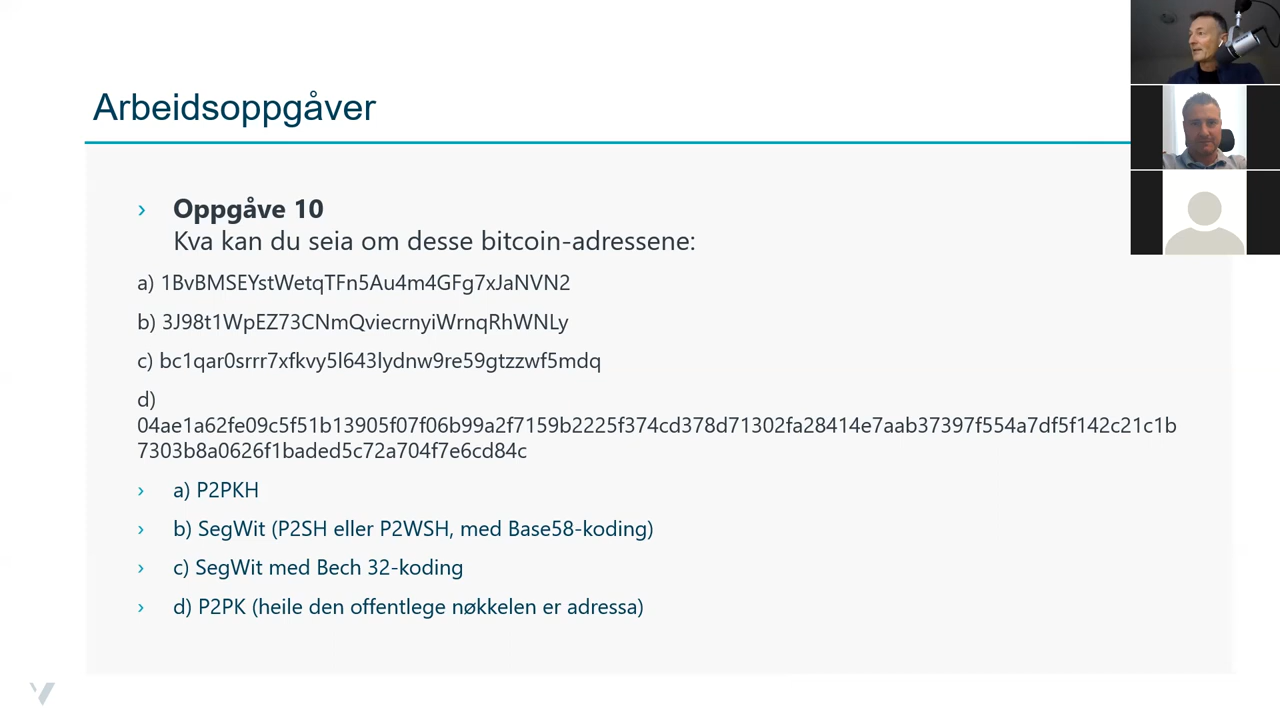 Arbeidsoppgåver
› Oppgåve 10
Kva kan du seia om desse bitcoin-adressene:
a) 1BvBMSEYstWetqTFn5Au4m4GFg7xJaNVN2
b) 3J98t1WpEZ73CNmQviecrnyiWrnqRhWNLy
c) bc1qar0srrr7xfkvy5l643lydnw9re59gtzzwf5mdq
d)
04ae1a62fe09c5f51b13905f07f06b99a2f7159b2225f374cd378d71302fa28414e7aab37397f554a7df5f142c21c1b
7303b8a0626f1baded5c72a704f7e6cd84c
› a) P2PKH
› b) SegWit (P2SH eller P2WSH, med Base58-koding)
› c) SegWit med Bech 32-koding
› d) P2PK (heile den offentlege nøkkelen er adressa)